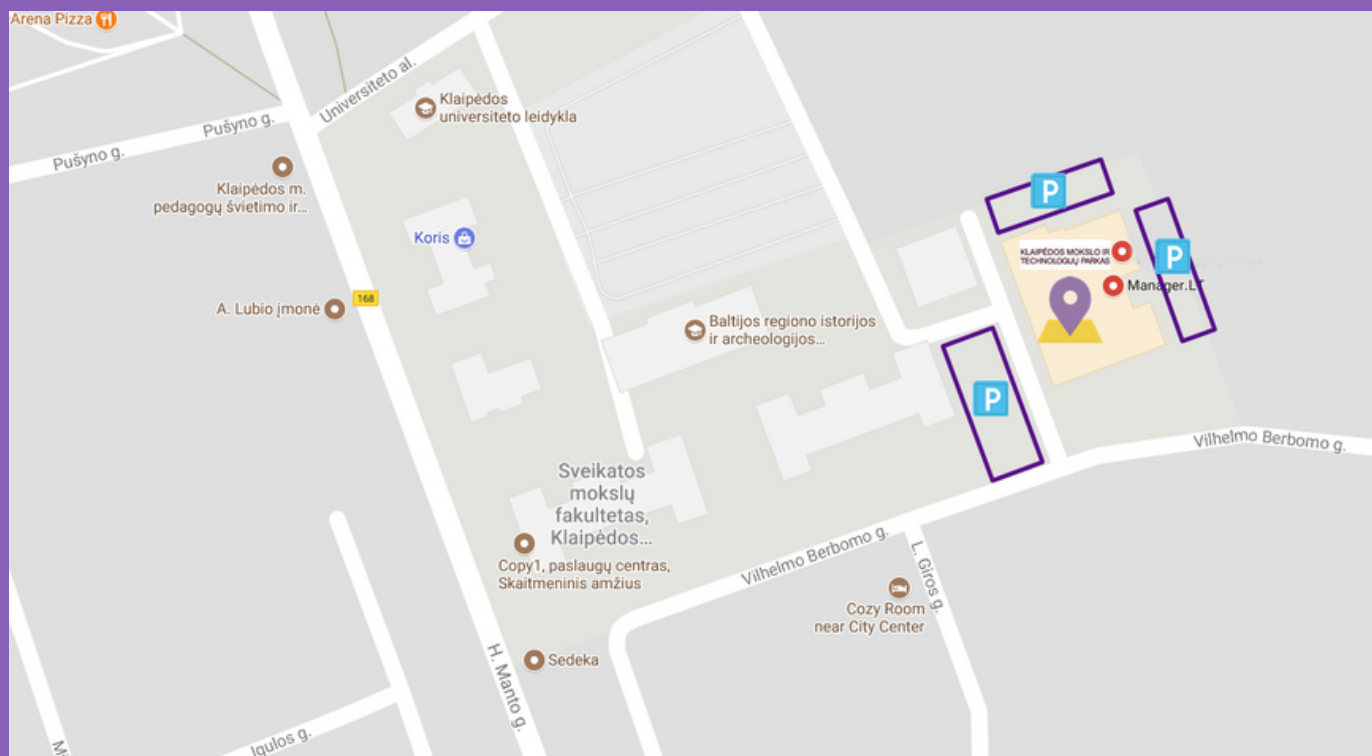 Arena Pizza
Universiteto al.
Klaipėdos
universiteto leidykla
Pušyno g.
Pušyno g.
Klaipėdos m.
pedagogų švietimo ir...
Koris
P
KLAIPĖDOS MOKSLO IR
TECHNOLOGIJŲ PARKAS
P
Manager.LT
A. Lubio įmonė
168
Baltijos regiono istorijos
ir archeologijos...
P
Vilhelmo Berbomo g.
Sveikatos
mokslų
fakultetas,
Klaipėdos...
Copy1, paslaugų centras,
Skaitmeninis amžius
Vilhelmo Berbomo g.
L. Giros g.
Cozy Room
near City Center
H. Manto g.
Sedeka
Igulos g.